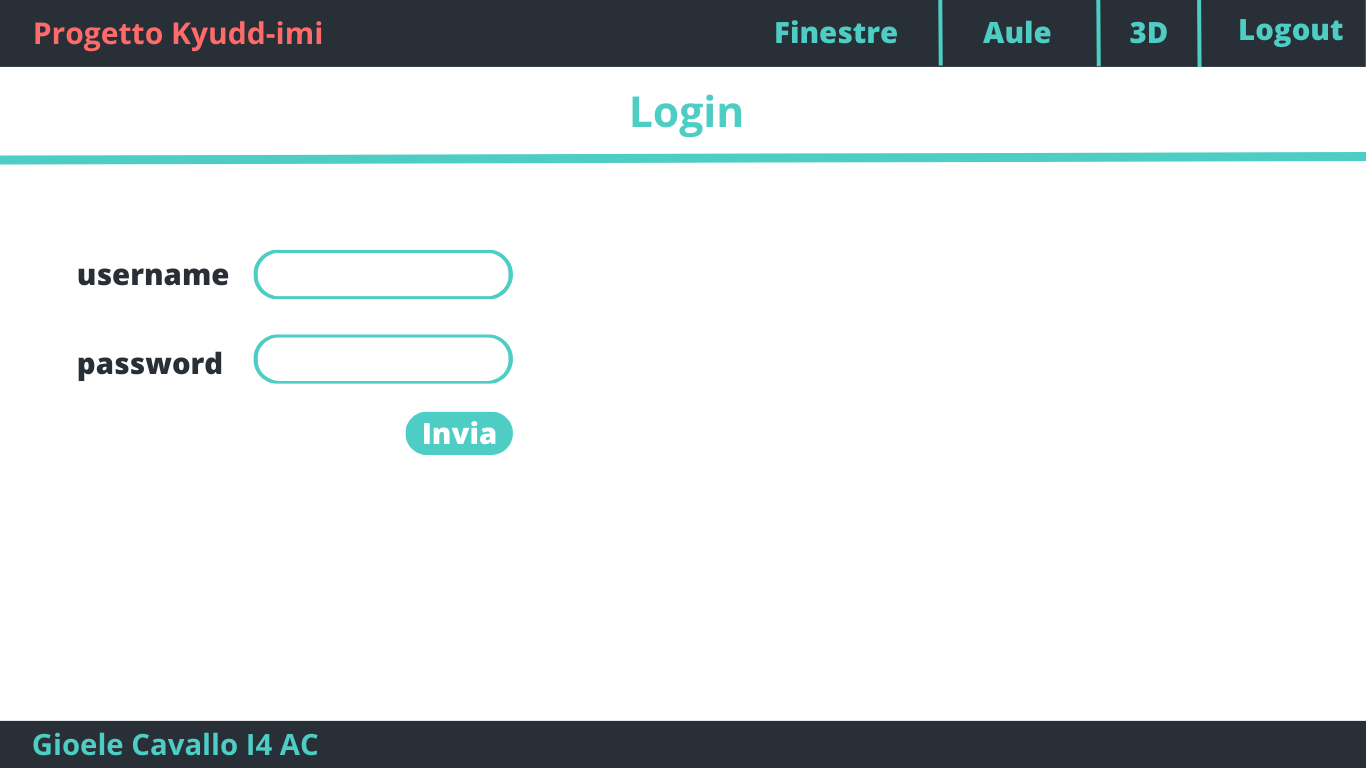 Progetto Kyudd-imi Finestre Aule 3D Logout
Login
username
password
Invia
Gioele Cavallo I4 AC